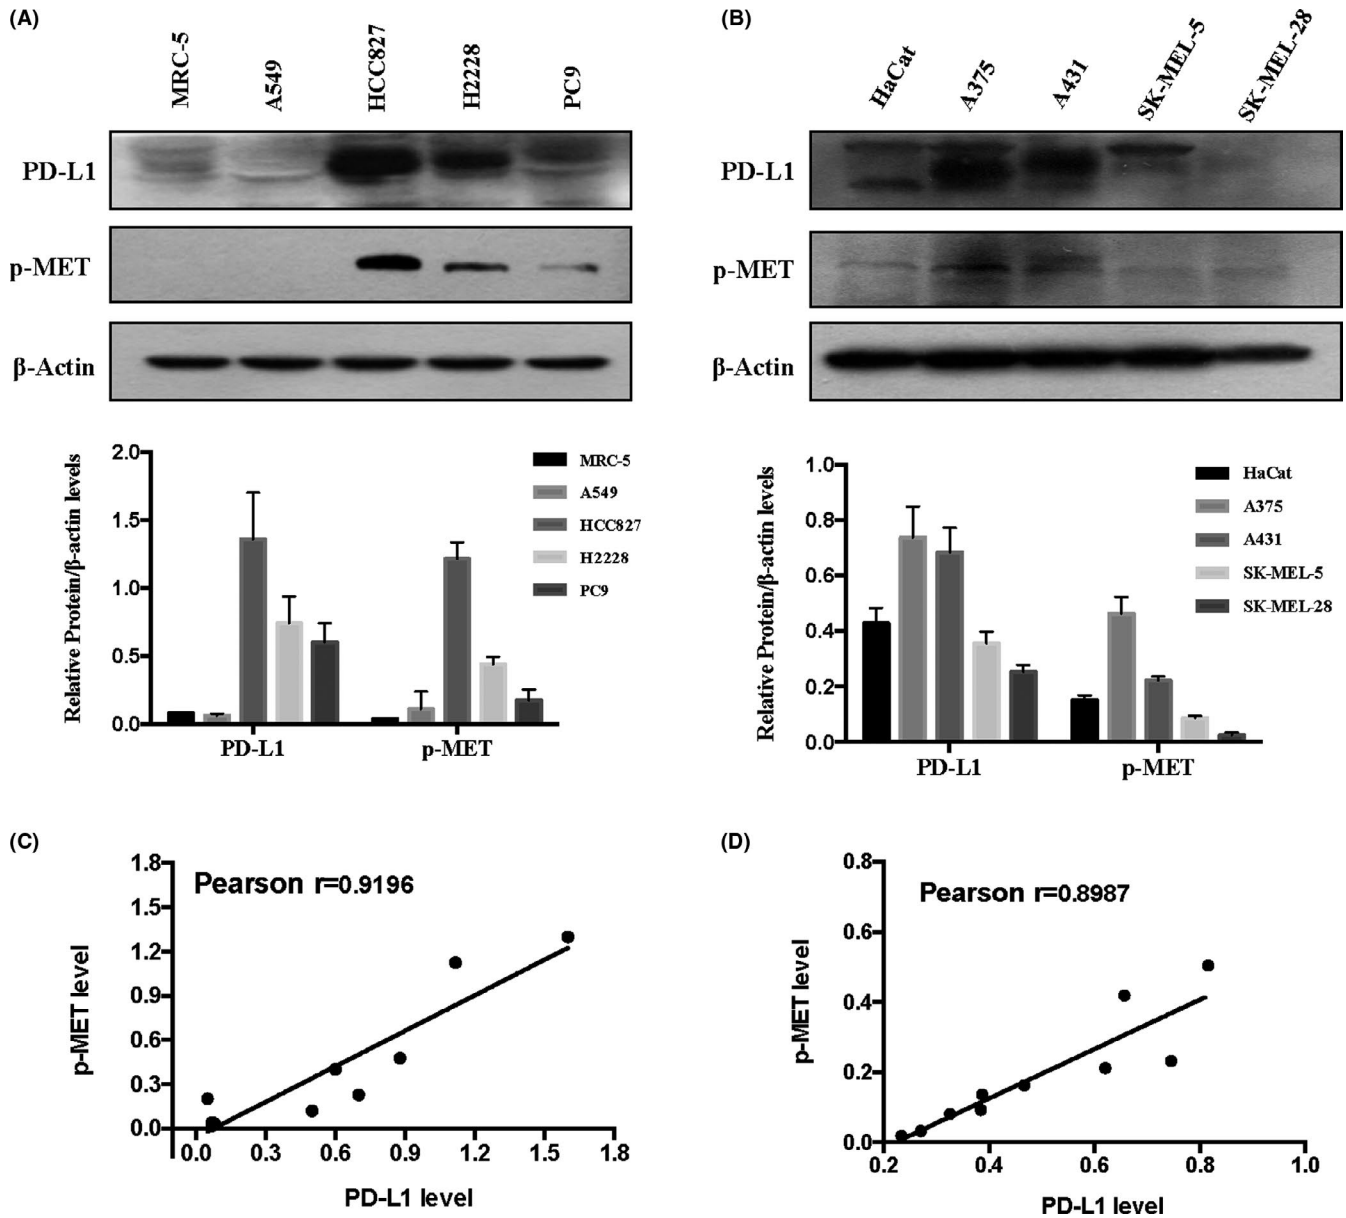 (A)
MRC-5
A549
HCC827
H2228
PC9
PD-L1
p-MET
β-Actin
Relative Protein/β-actin levels
2.0
1.5
1.0
0.5
0.0
PD-L1
p-MET
MRC-5
A549
HCC827
H2228
PC9
(B)
HaCat
A375
A431
SK-MEL-5
SK-MEL-28
PD-L1
p-MET
β-Actin
Relative Protein/β-actin levels
1.0
0.8
0.6
0.4
0.2
0.0
PD-L1
p-MET
HaCat
A375
A431
SK-MEL-5
SK-MEL-28
(C)
Pearson r=0.9196
p-MET level
1.8
1.5
1.2
0.9
0.6
0.3
0.0
0.0 0.3 0.6 0.9 1.2 1.5 1.8
PD-L1 level
(D)
Pearson r=0.8987
p-MET level
0.8
0.6
0.4
0.2
0.0
0.2 0.4 0.6 0.8 1.0
PD-L1 level